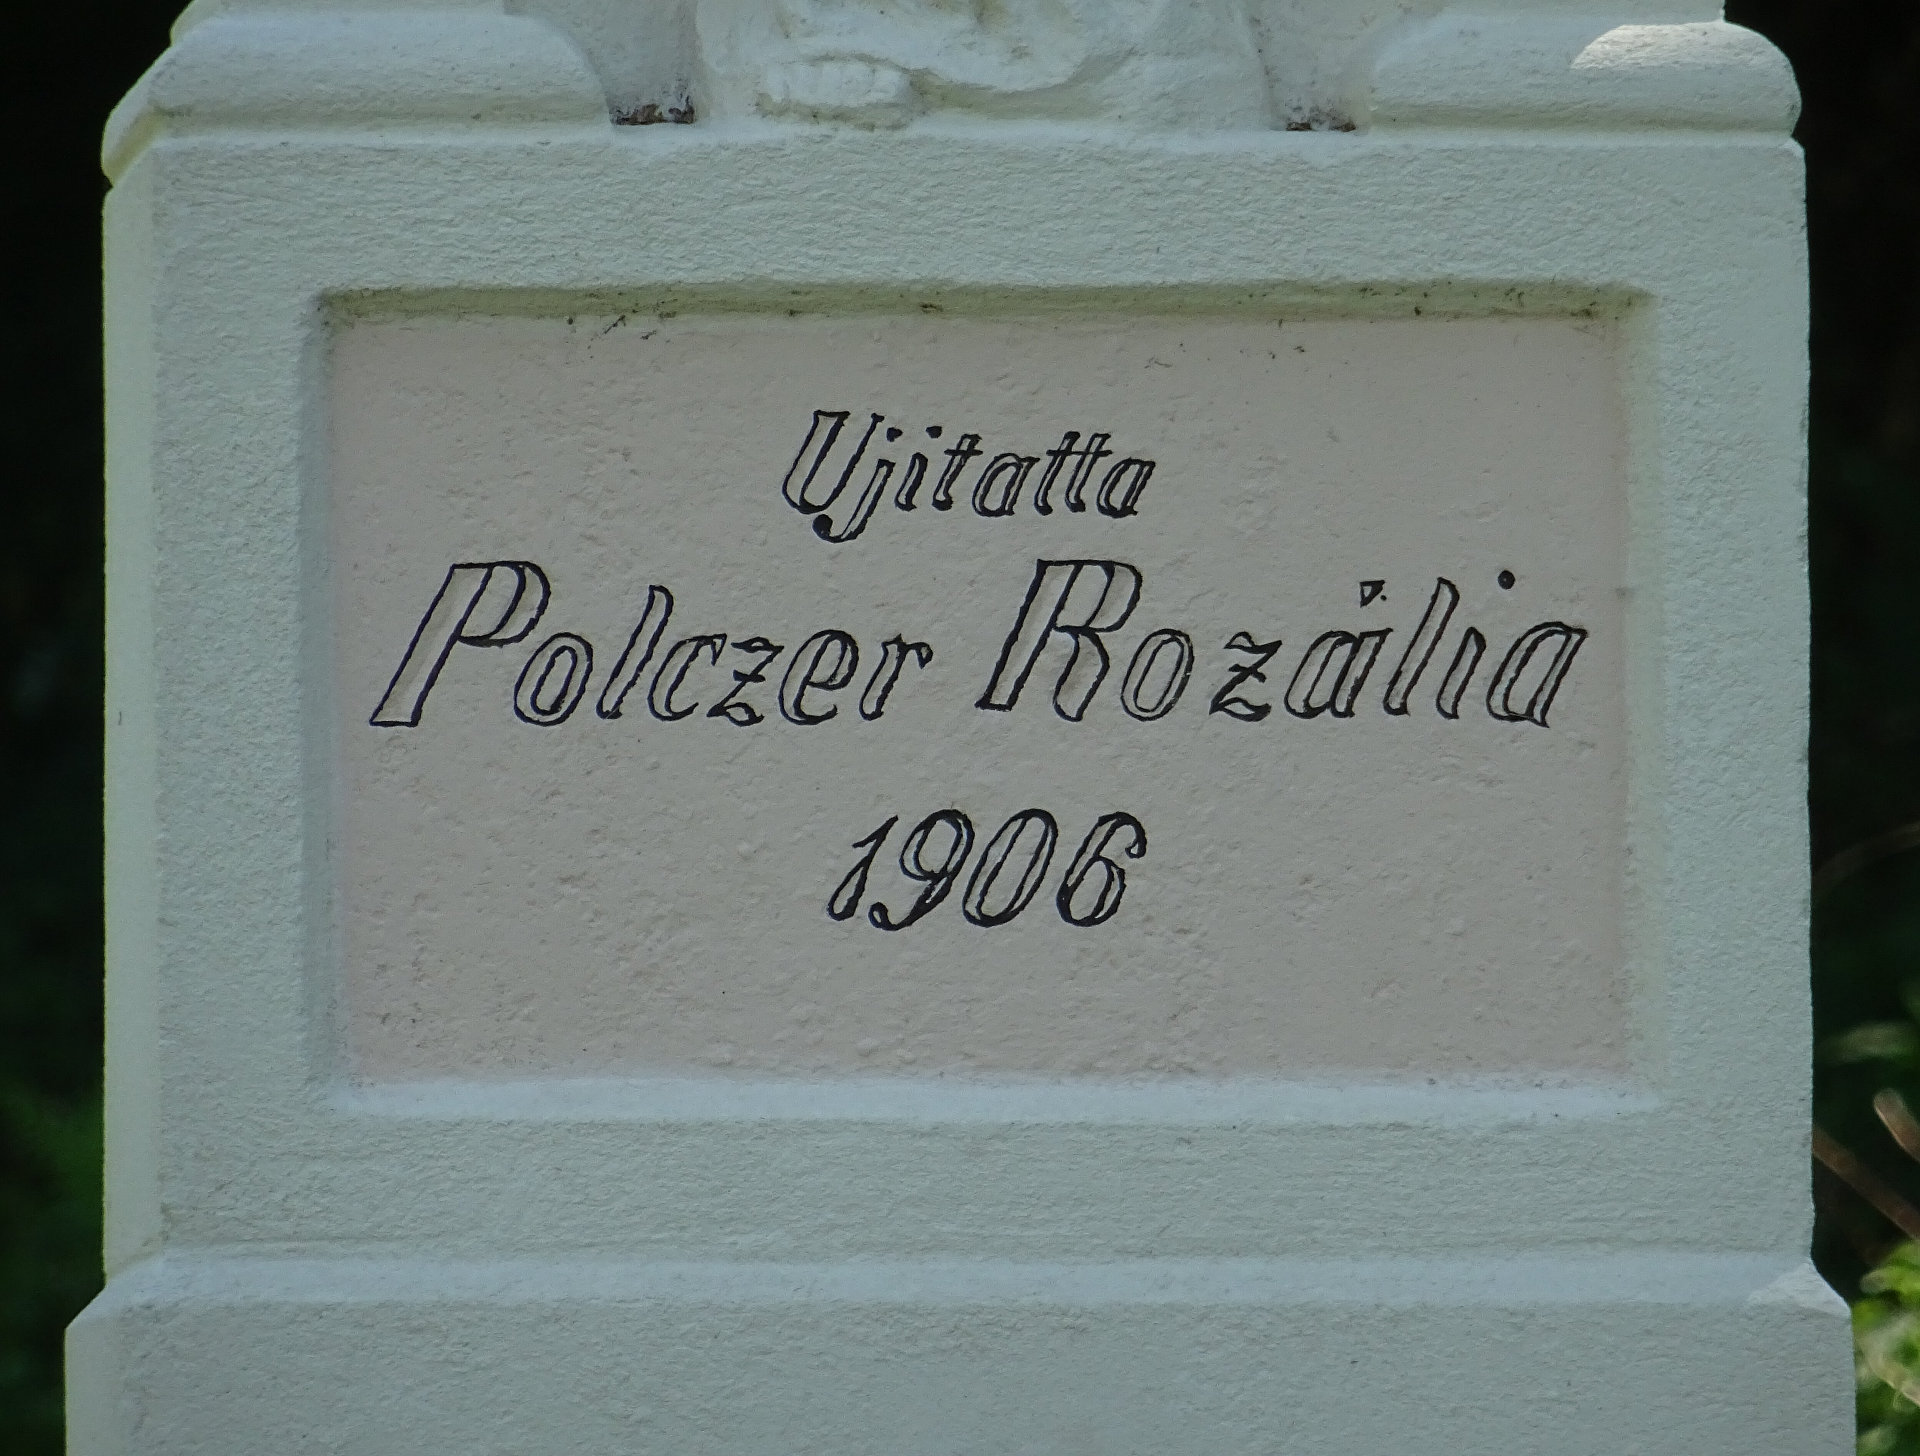 Ujitatta
Polczer Rozália
1906